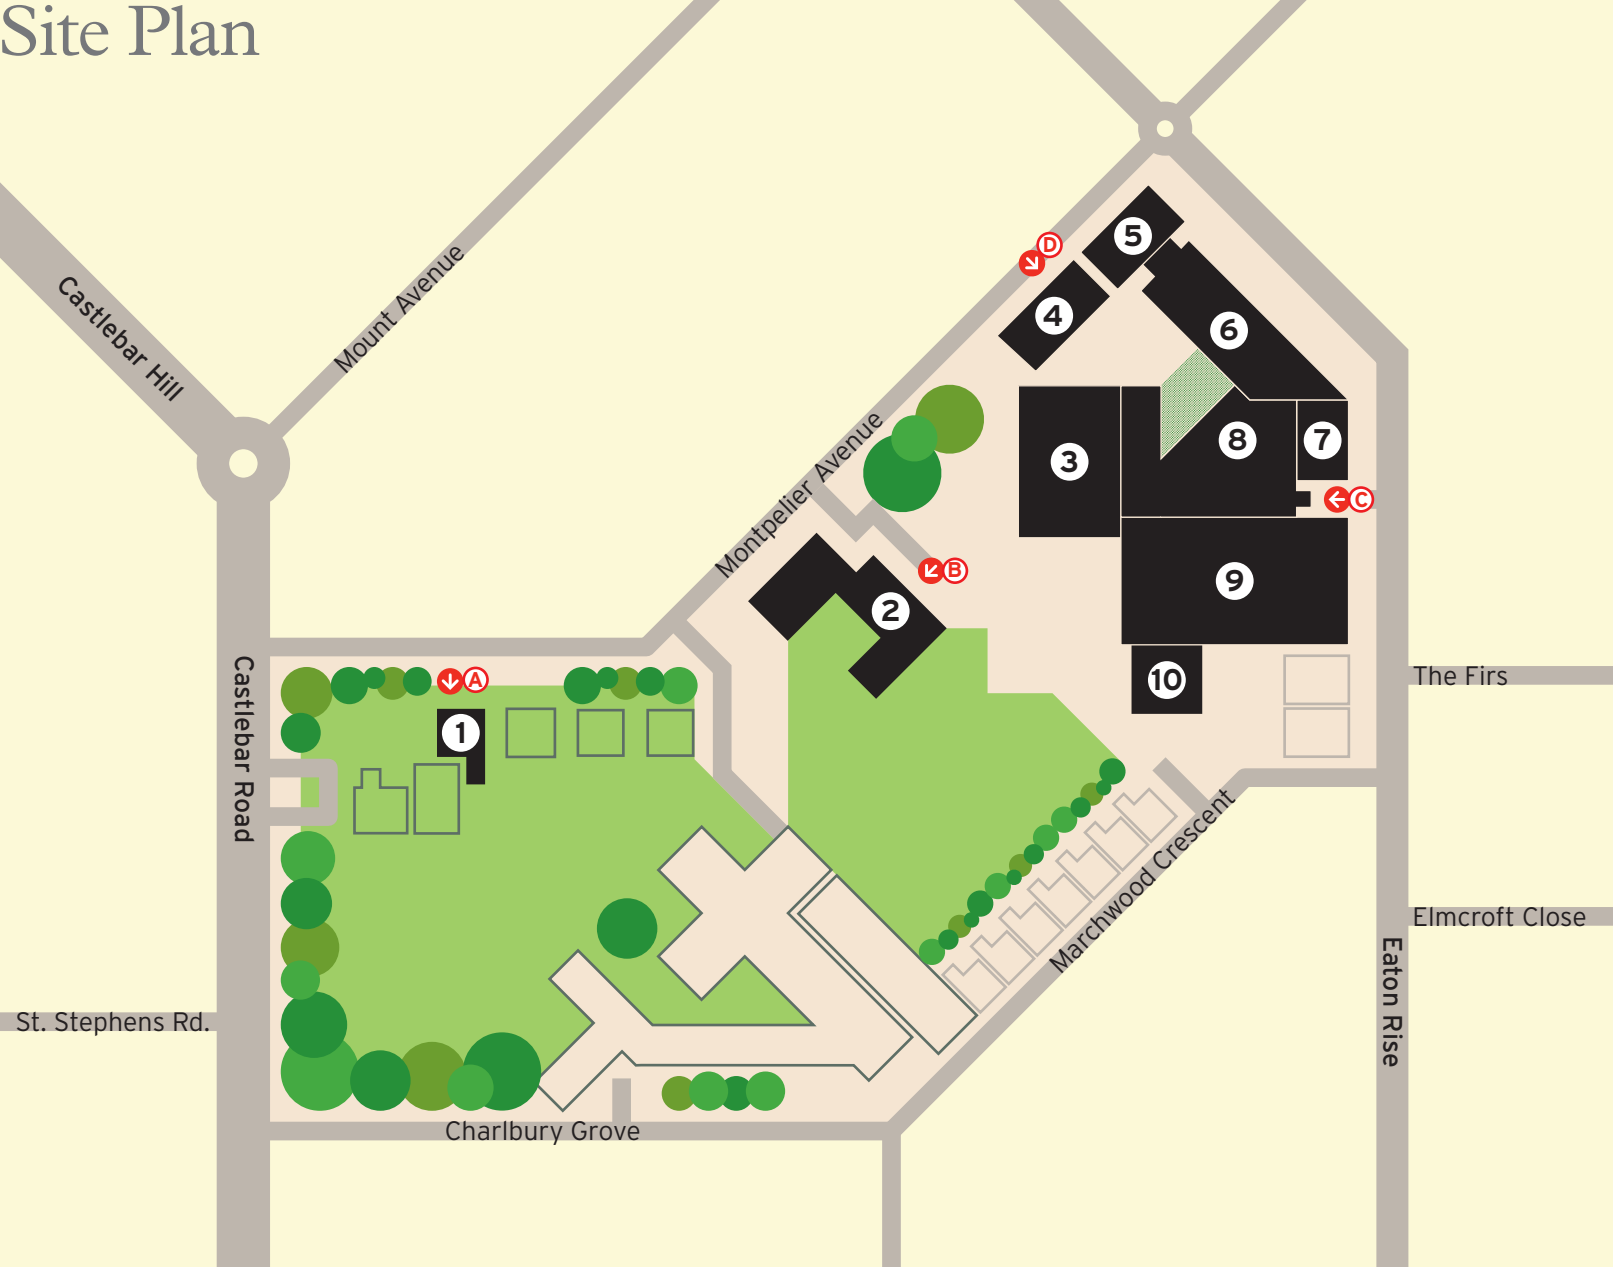 Site Plan
D
5
Mount Avenue
Castlebar Hill
4
6
Montpelier Avenue
3
8
7
C
B
9
2
Castlebar Road
A
10
The Firs
1
Marchwood Crescent
Elmcroft Close
Eaton Rise
St. Stephens Rd.
Charlbury Grove